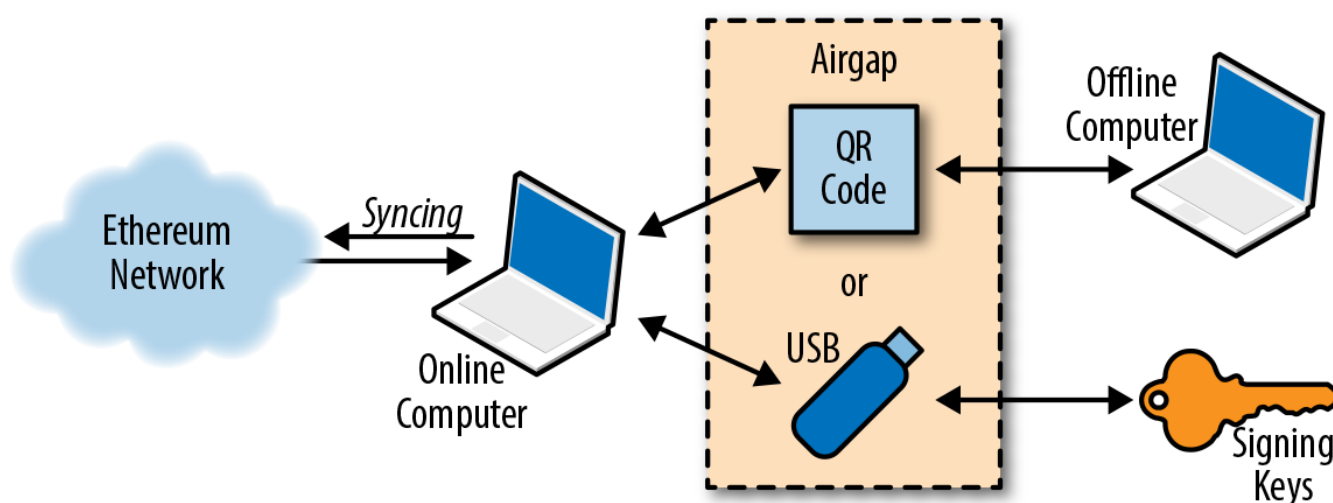 Ethereum
Network
Syncing
Online
Computer
Airgap
QR
Code
or
USB
Offline
Computer
Signing
Keys